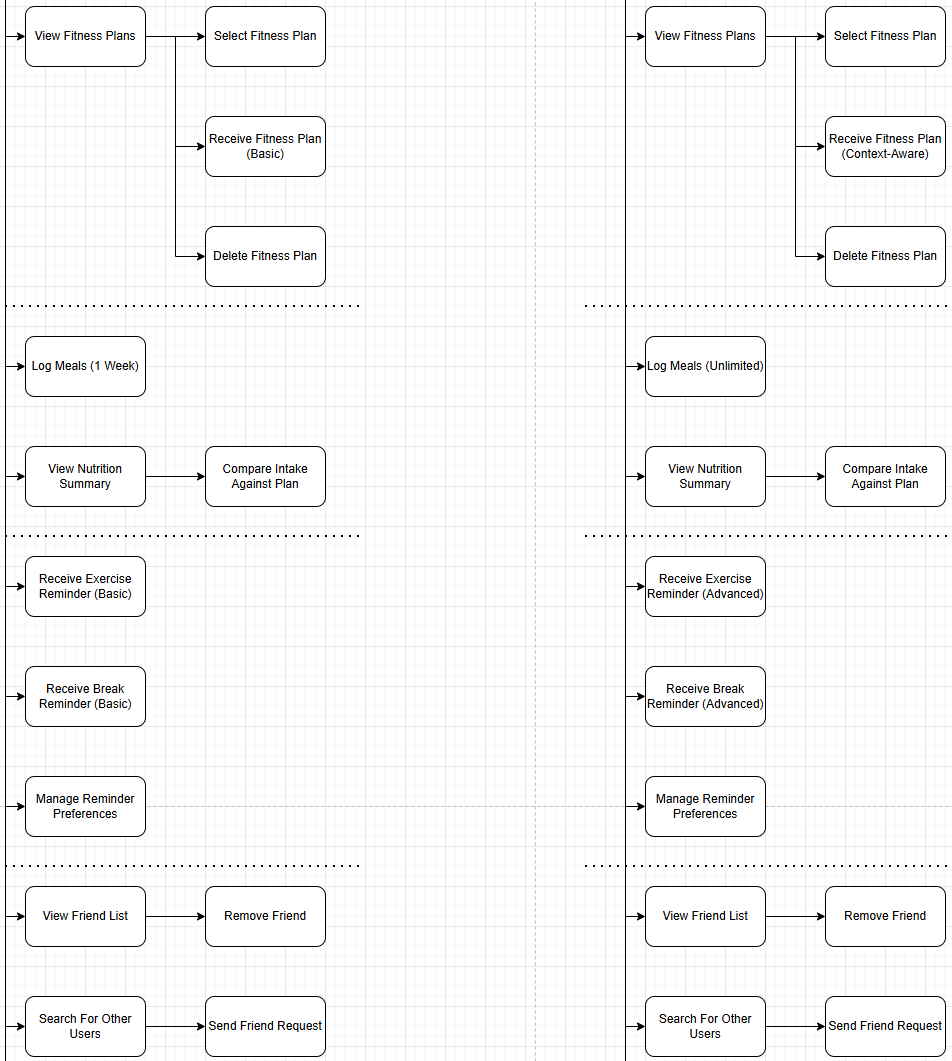 View Fitness Plans
Select Fitness Plan
Receive Fitness Plan
(Basic)
Delete Fitness Plan
Log Meals (1 Week)
View Nutrition
Summary
Compare Intake
Against Plan
Receive Exercise
Reminder (Basic)
Receive Break
Reminder (Basic)
Manage Reminder
Preferences
View Friend List
Remove Friend
Search For Other
Users
Send Friend Request
View Fitness Plans
Select Fitness Plan
Receive Fitness Plan
(Context-Aware)
Delete Fitness Plan
Log Meals (Unlimited)
View Nutrition
Summary
Compare Intake
Against Plan
Receive Exercise
Reminder (Advanced)
Receive Break
Reminder (Advanced)
Manage Reminder
Preferences
View Friend List
Remove Friend
Search For Other
Users
Send Friend Request